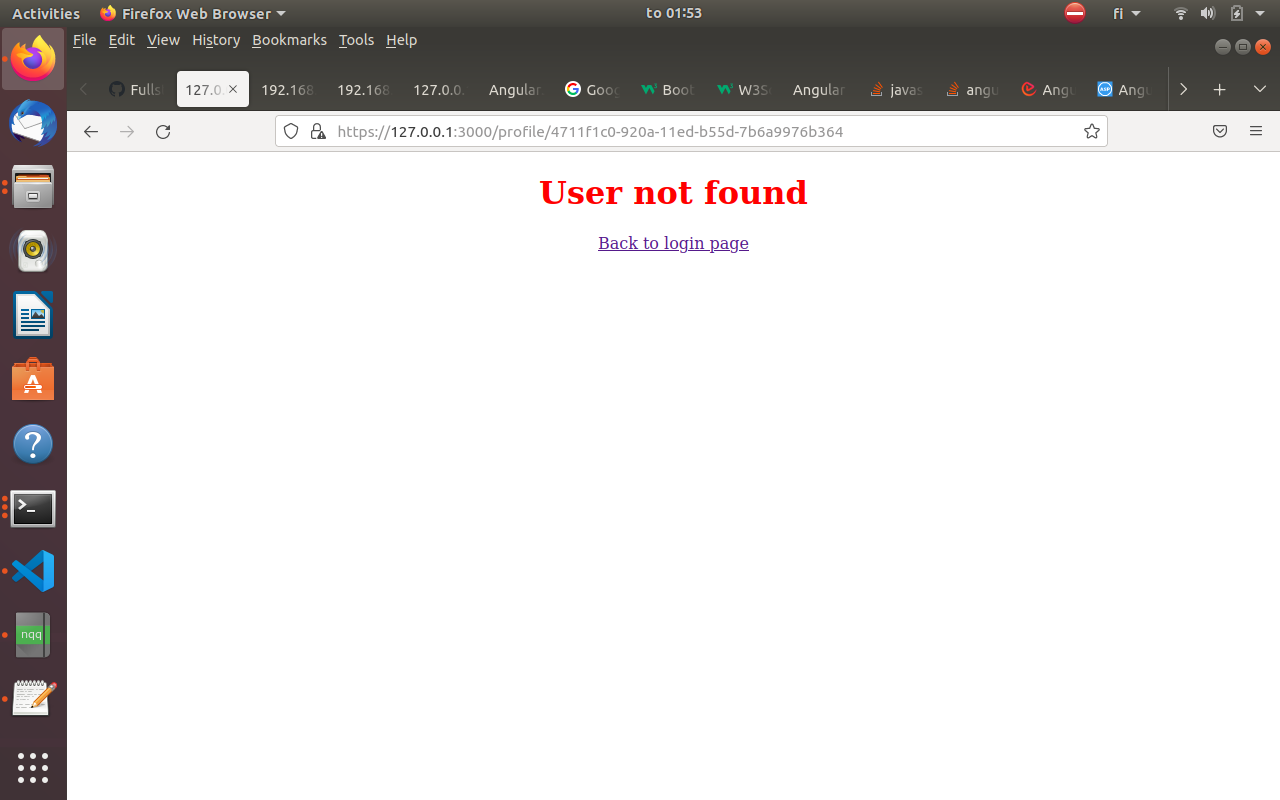 Activities Firefox Web Browser to 01:53 fi
File Edit View History Bookmarks Tools Help
Fulls 127.0. 192.168 192.168 127.0.0. Angular Goog Boot W3S Angular javas angu Angu Angu
https://127.0.0.1:3000/profile/4711f1c0-920a-11ed-b55d-7b6a9976b364
User not found
Back to login page
nqq